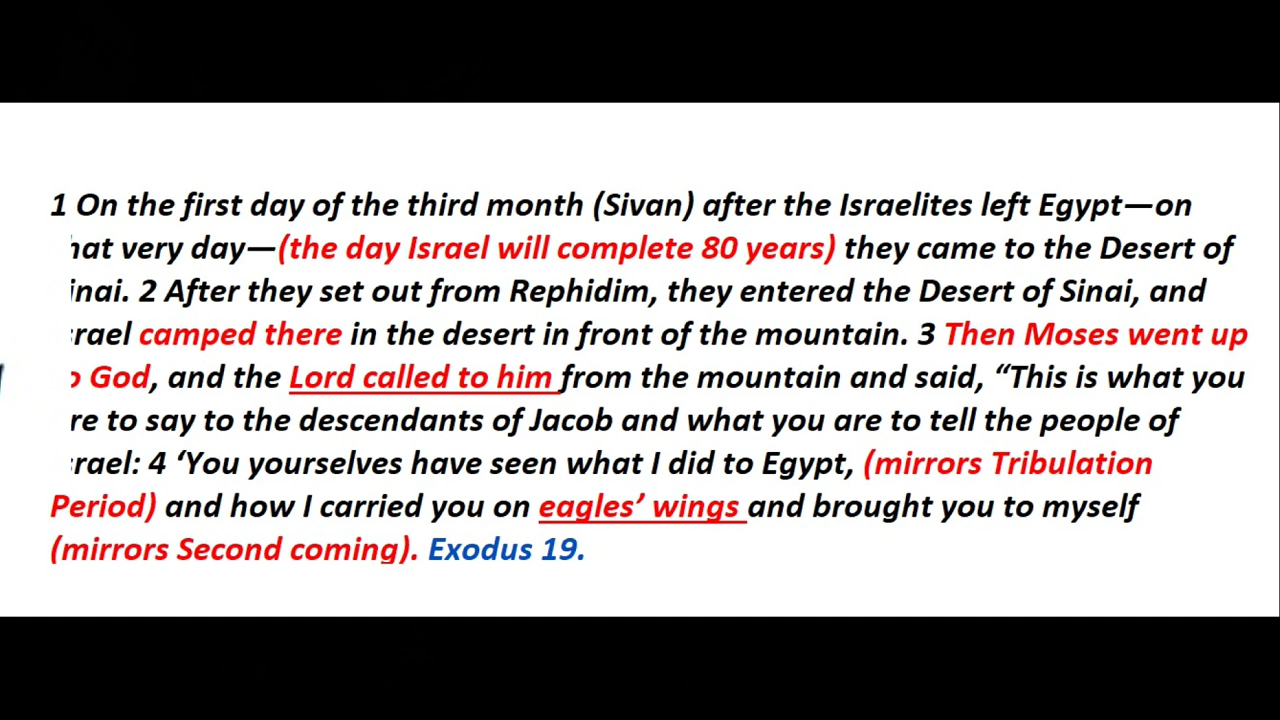 1 On the first day of the third month (Sivan) after the Israelites left Egypt—on
hat very day—(the day Israel will complete 80 years) they came to the Desert of
inai. 2 After they set out from Rephidim, they entered the Desert of Sinai, and
rael camped there in the desert in front of the mountain. 3 Then Moses went up
o God, and the Lord called to him from the mountain and said, “This is what you
re to say to the descendants of Jacob and what you are to tell the people of
rael: 4 ‘You yourselves have seen what I did to Egypt, (mirrors Tribulation
Period) and how I carried you on eagles’ wings and brought you to myself
(mirrors Second coming). Exodus 19.